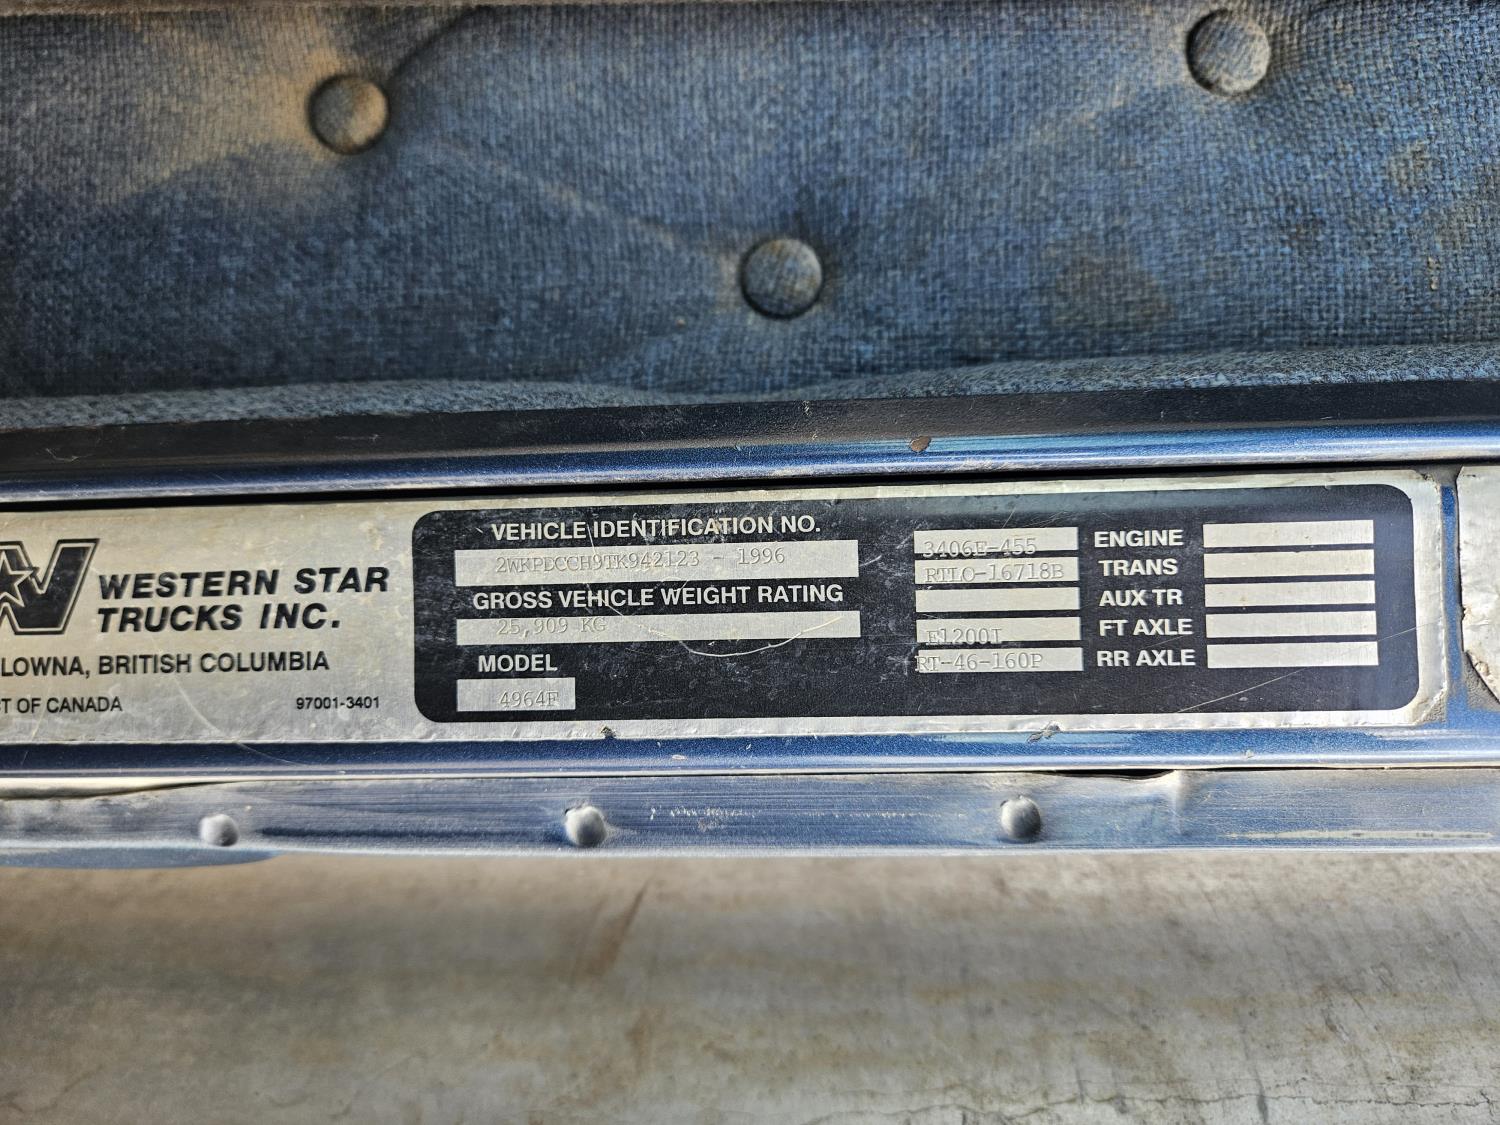 WESTERN STAR
TRUCKS INC.
LOWNA, BRITISH COLUMBIA
T OF CANADA 97001-3401
VEHICLE IDENTIFICATION NO.
2WKPDCCH9TK942123 - 1996
GROSS VEHICLE WEIGHT RATING
25,909 KG
MODEL
4964F
3406E-455 ENGINE
RTLO-16718B TRANS
AUX TR
E1200I FT AXLE
RT-46-160P RR AXLE